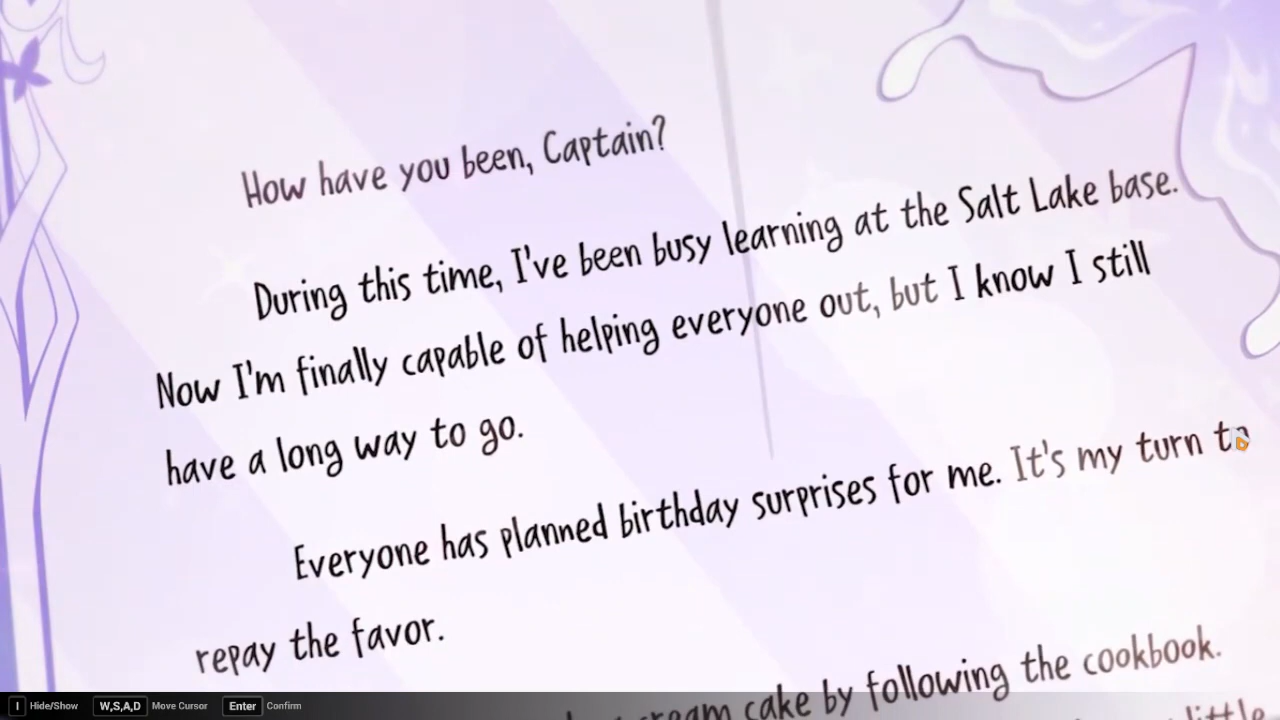 How have you been, Captain?
During this time, I've been busy learning at the Salt Lake base.
Now I'm finally capable of helping everyone out, but I know I still
have a long way to go.
Everyone has planned birthday surprises for me. It's my turn to
repay the favor.
cream cake by following the cookbook.
little
I Hide/Show W,S,A,D Move Cursor Enter Confirm